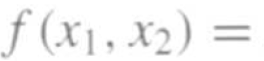 f(x₁, x₂) =